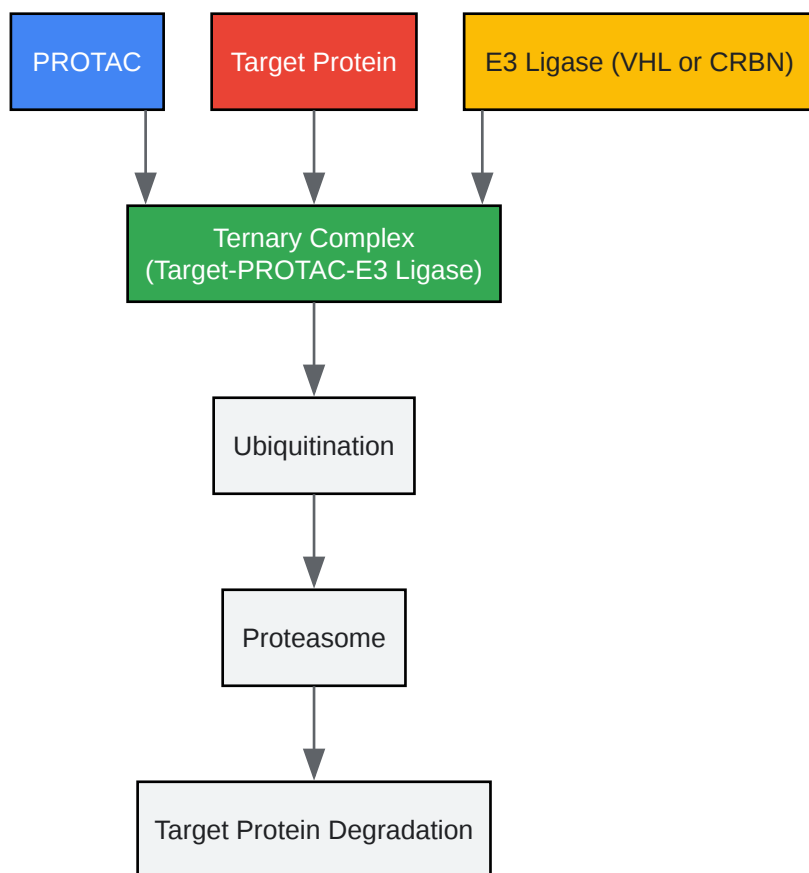 PROTAC
Target Protein
E3 Ligase (VHL or CRBN)
Ternary Complex
(Target-PROTAC-E3 Ligase)
Ubiquitination
Proteasome
Target Protein Degradation